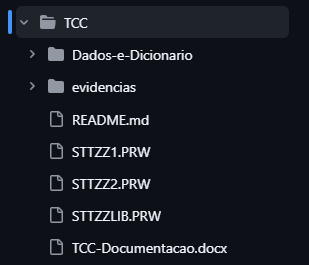 TCC
Dados-e-Dicionario
evidencias
README.md
STTZZ1.PRW
STTZZ2.PRW
STTZZLIB.PRW
TCC-Documentacao.docx